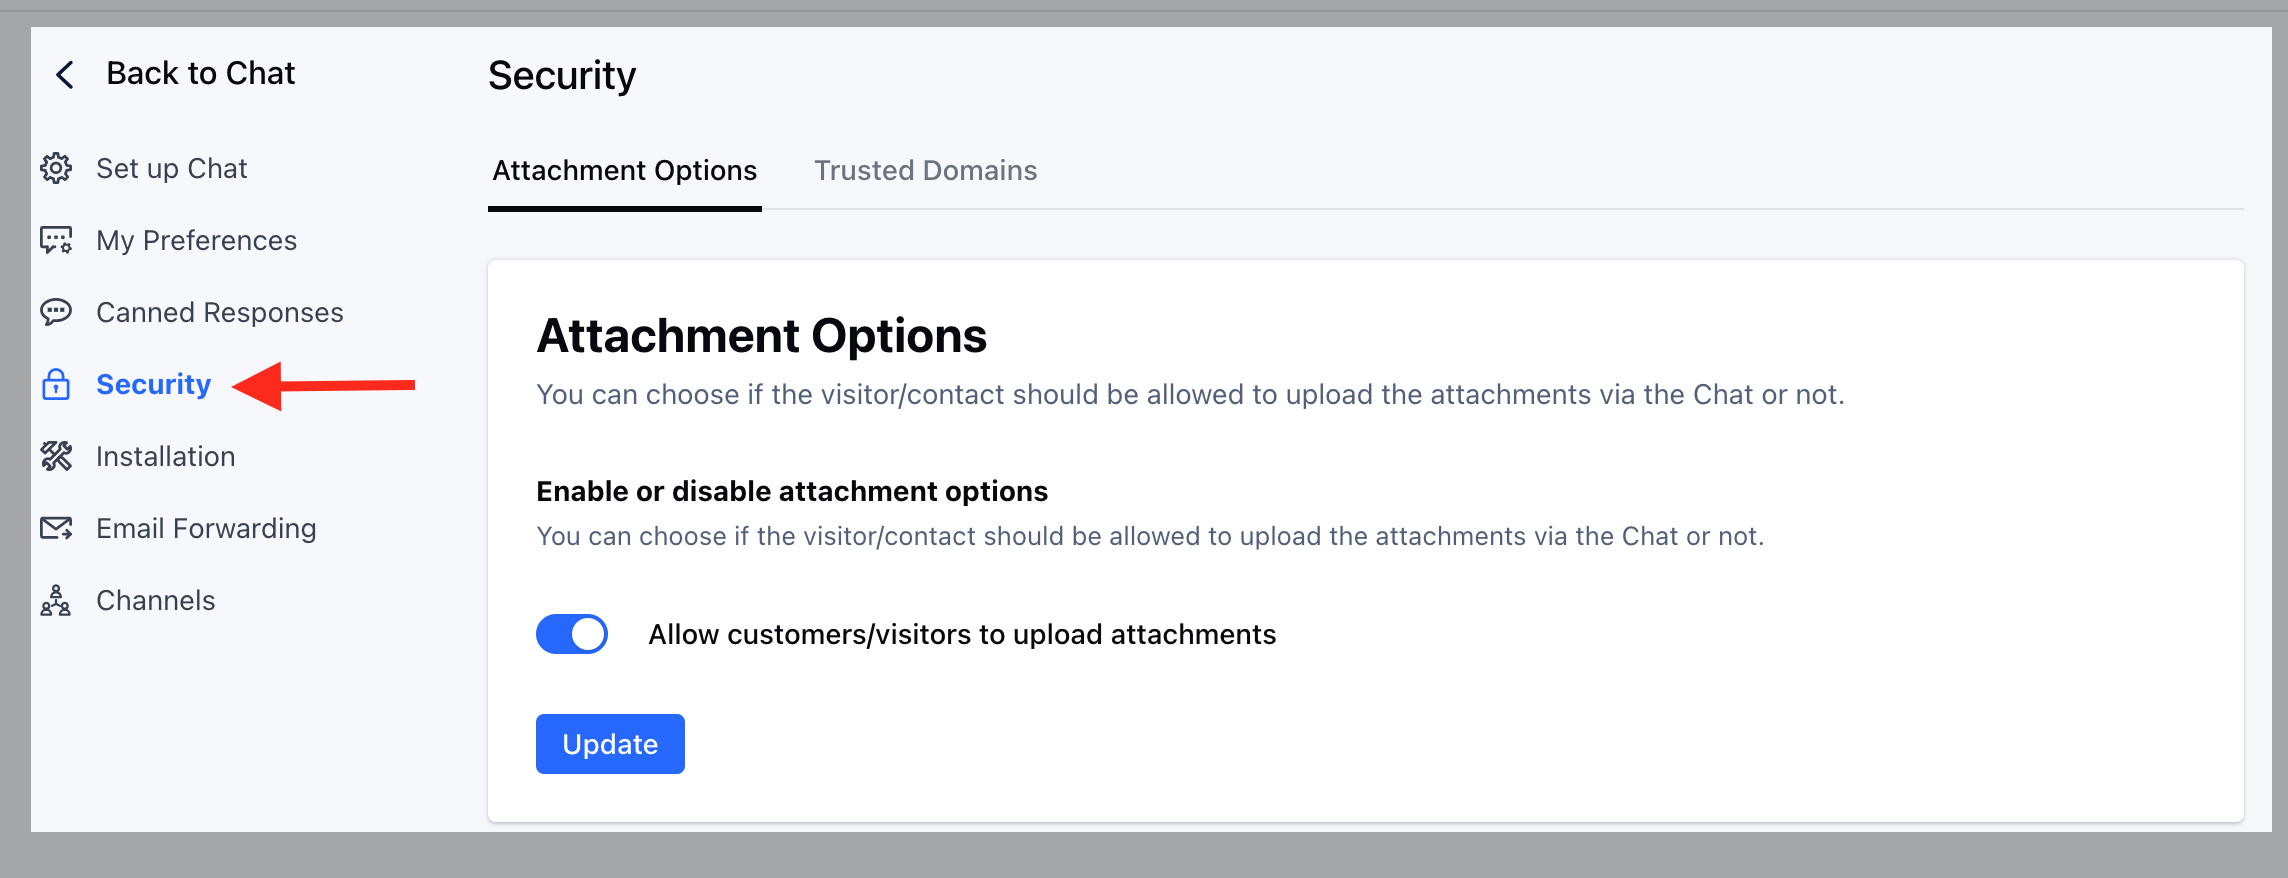 Back to Chat
Set up Chat
My Preferences
Canned Responses
Security
Installation
Email Forwarding
Channels
Security
Attachment Options
Trusted Domains
Attachment Options
You can choose if the visitor/contact should be allowed to upload the attachments via the Chat or not.
Enable or disable attachment options
You can choose if the visitor/contact should be allowed to upload the attachments via the Chat or not.
Allow customers/visitors to upload attachments
Update